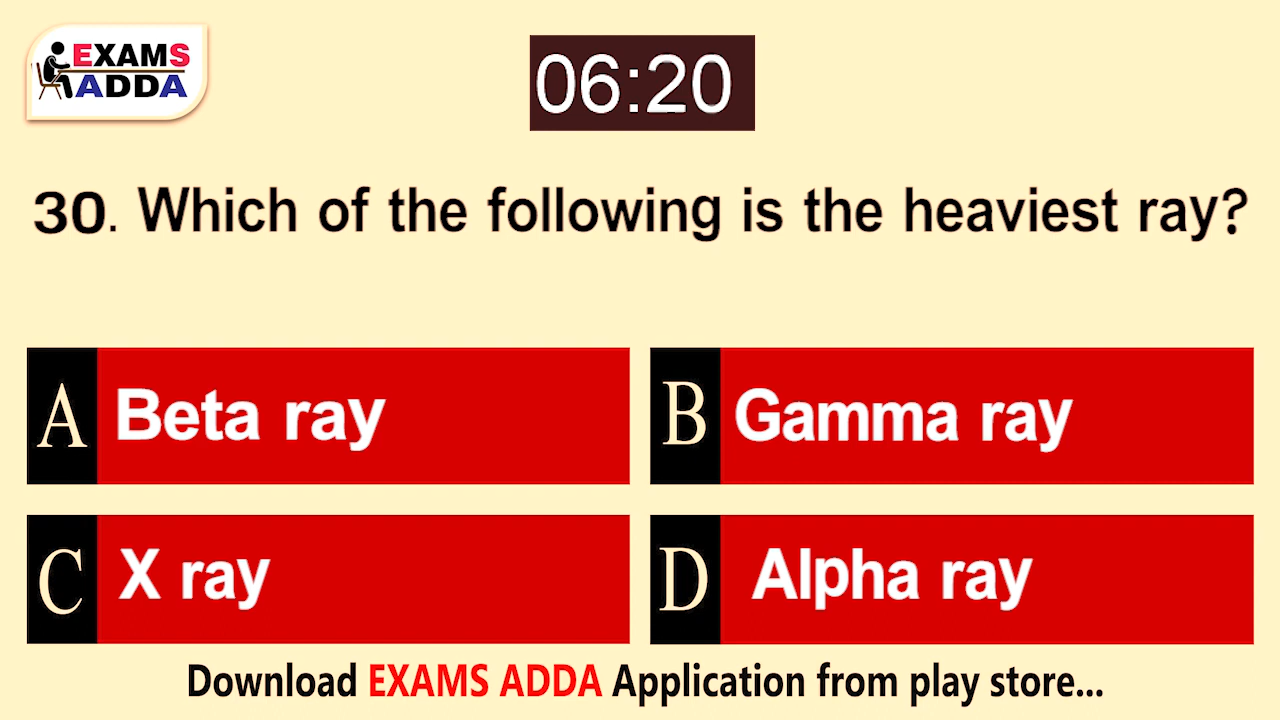 EXAMS
ADDA
06:20
30. Which of the following is the heaviest ray?
A Beta ray
B Gamma ray
C X ray
D Alpha ray
Download EXAMS ADDA Application from play store...